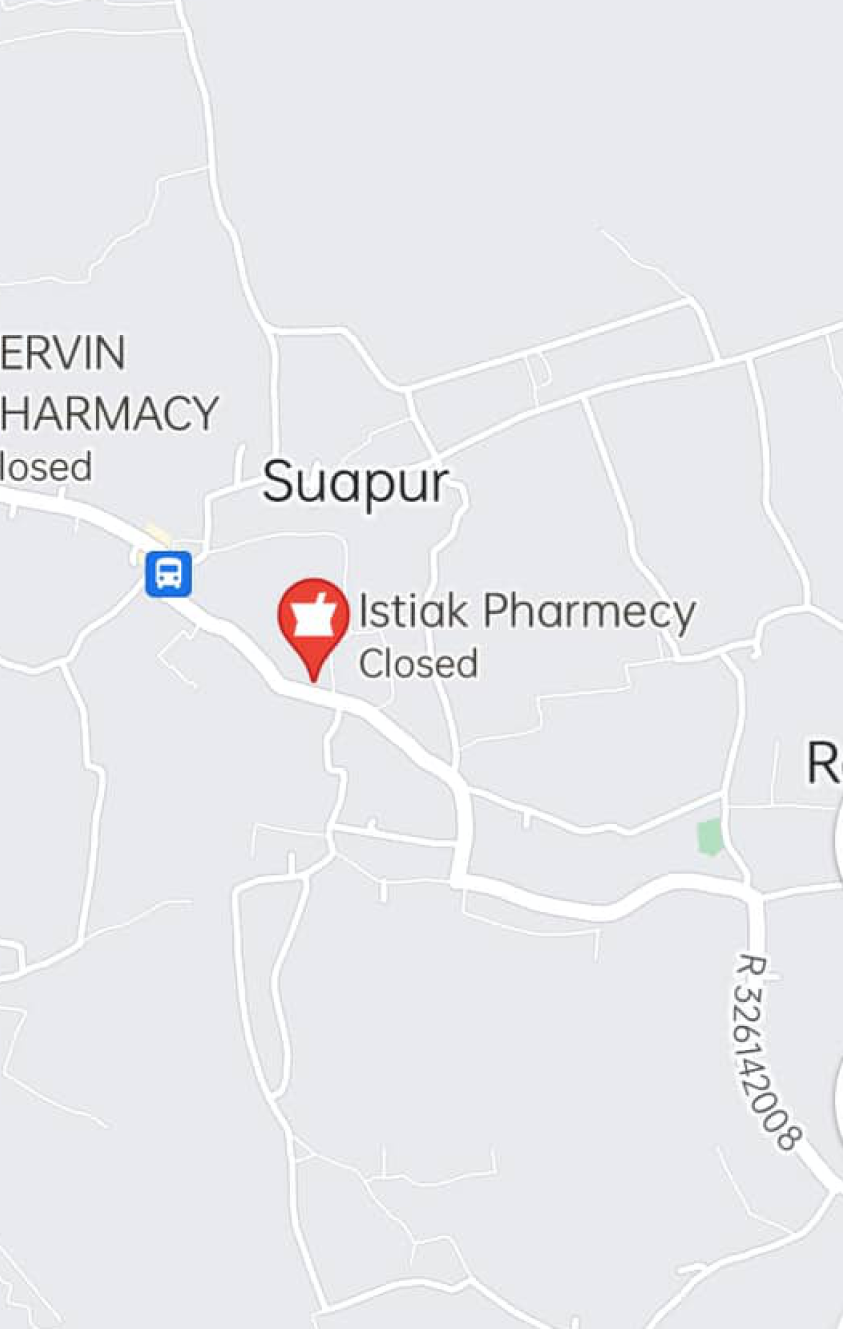 ERVIN
HARMACY
losed
Suapur
Istiak Pharmecy
Closed
R
R 326142008